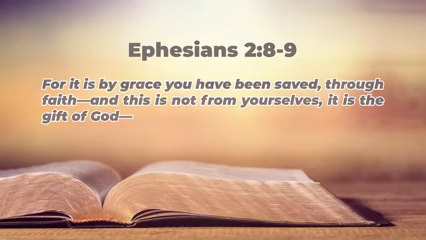 Ephesians 2:8-9
For it is by grace you have been saved, through
faith—and this is not from yourselves, it is the
gift of God—